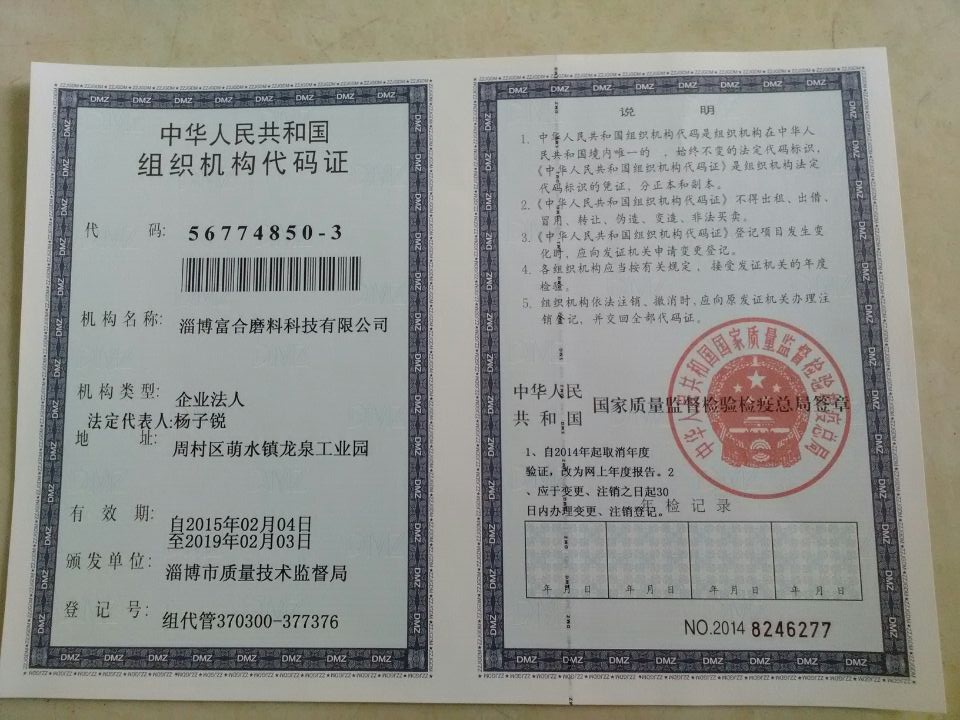 中华人民共和国
组织机构代码证
代 码: 56774850-3
机构名称: 淄博富合磨料科技有限公司
机构类型: 企业法人
法定代表人:杨子锐
地 址: 周村区萌水镇龙泉工业园
有效期: 自2015年02月04日
至2019年02月03日
颁发单位: 淄博市质量技术监督局
登记号: 组代管370300-377376
说 明
1. 中华人民共和国组织机构代码是组织机构在中华人
民共和国境内唯一的、始终不变的法定代码标识，
《中华人民共和国组织机构代码证》是组织机构法定
代码标识的凭证，分正本和副本。
2.《中华人民共和国组织机构代码证》不得出租、出借、
冒用、转让、伪造、变造、非法买卖。
3.《中华人民共和国组织机构代码证》登记项目发生变
化时，应向发证机关申请变更登记。
4. 各组织机构应当按有关规定，接受发证机关的年度
检验。
5. 组织机构依法注销、撤消时，应向原发证机关办理注
销登记，并交回全部代码证。
中华人民
共和国 国家质量监督检验检疫总局签章
中华人民共和国国家质量监督检验检疫总局
1、自2014年起取消年度
验证，改为网上年度报告。2
、应于变更、注销之日起30
日内办理变更、注销登记。
年检记录
年 月 日 年 月 日 年 月 日 年 月 日
NO.2014 8246277